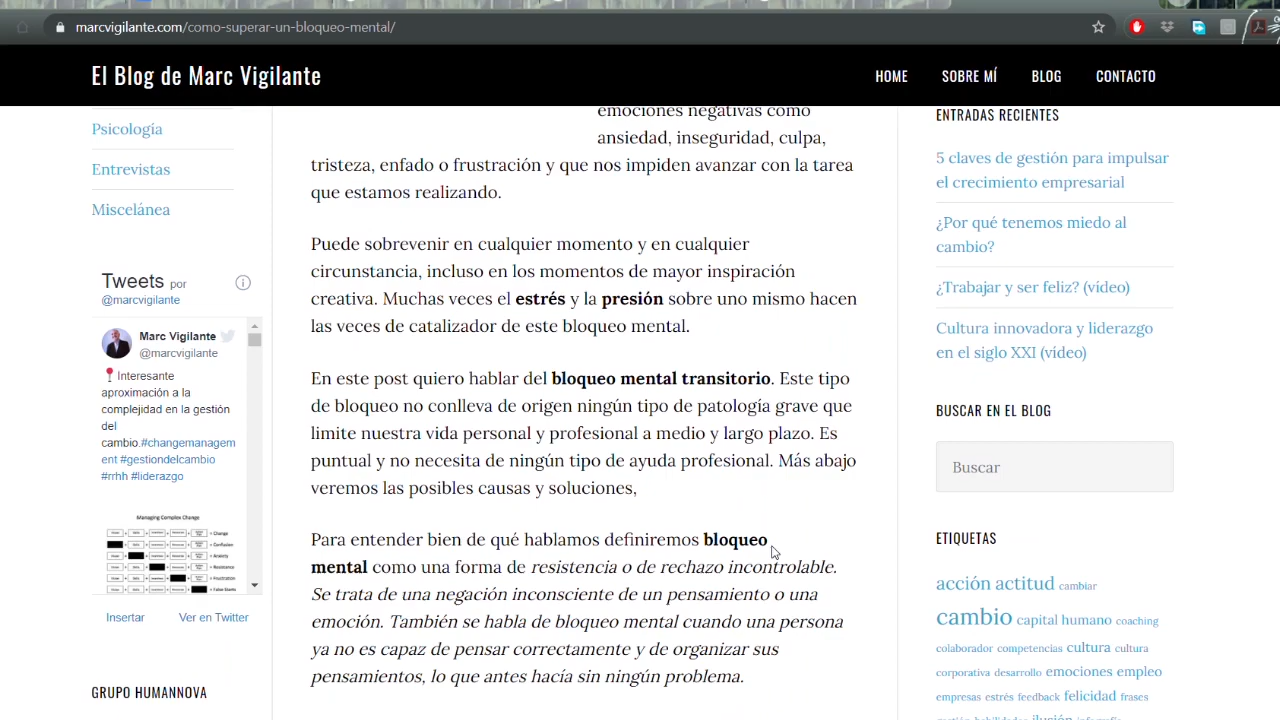 marcvigilante.com/como-superar-un-bloqueo-mental/
El Blog de Marc Vigilante
HOME
SOBRE MÍ
BLOG
CONTACTO
Psicología
Entrevistas
Miscelánea
Tweets por
@marcvigilante
Marc Vigilante
@marcvigilante
Interesante
aproximación a la
complejidad en la gestión
del
cambio.#changemanagem
ent #gestiondelcambio
#rrhh #liderazgo
Managing Complex Change
= Change
= Confusion
= Anxiety
= Resistance
= Frustration
= False Starts
Insertar
Ver en Twitter
GRUPO HUMANNOVA
emociones negativas como
ansiedad, inseguridad, culpa,
tristeza, enfado o frustración y que nos impiden avanzar con la tarea
que estamos realizando.
Puede sobrevenir en cualquier momento y en cualquier
circunstancia, incluso en los momentos de mayor inspiración
creativa. Muchas veces el estrés y la presión sobre uno mismo hacen
las veces de catalizador de este bloqueo mental.
En este post quiero hablar del bloqueo mental transitorio. Este tipo
de bloqueo no conlleva de origen ningún tipo de patología grave que
limite nuestra vida personal y profesional a medio y largo plazo. Es
puntual y no necesita de ningún tipo de ayuda profesional. Más abajo
veremos las posibles causas y soluciones,
Para entender bien de qué hablamos definiremos bloqueo
mental como una forma de resistencia o de rechazo incontrolable.
Se trata de una negación inconsciente de un pensamiento o una
emoción. También se habla de bloqueo mental cuando una persona
ya no es capaz de pensar correctamente y de organizar sus
pensamientos, lo que antes hacía sin ningún problema.
ENTRADAS RECIENTES
5 claves de gestión para impulsar
el crecimiento empresarial
¿Por qué tenemos miedo al
cambio?
¿Trabajar y ser feliz? (vídeo)
Cultura innovadora y liderazgo
en el siglo XXI (vídeo)
BUSCAR EN EL BLOG
Buscar
ETIQUETAS
acción actitud cambiar
cambio capital humano coaching
colaborador competencias cultura cultura
corporativa desarrollo emociones empleo
empresas estrés feedback felicidad frases
gestión habilidades ilusión infografía